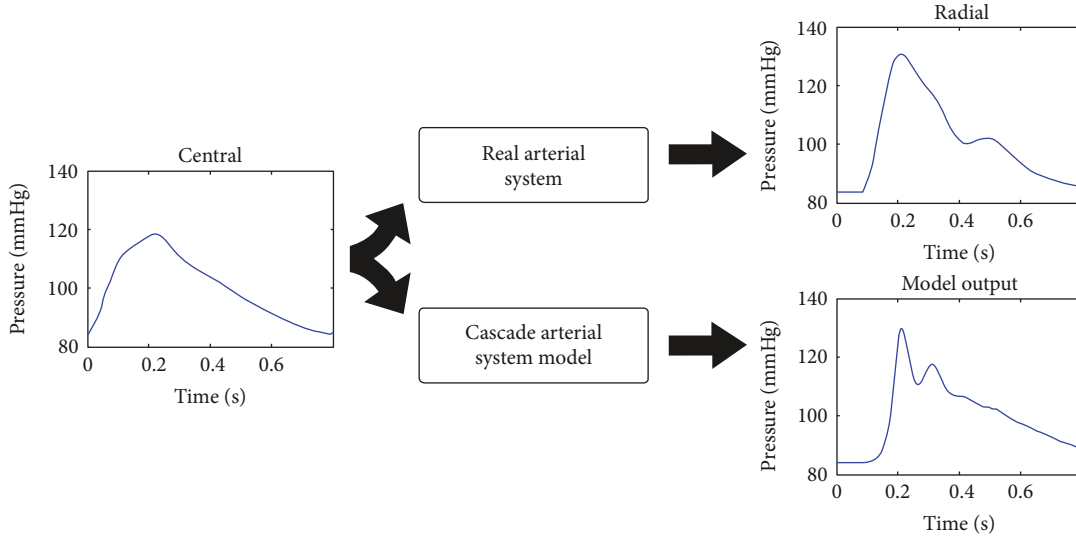 Central
140
120
100
80
Pressure (mmHg)
0 0.2 0.4 0.6
Time (s)
Real arterial
system
Cascade arterial
system model
Radial
140
120
100
80
Pressure (mmHg)
0 0.2 0.4 0.6
Time (s)
Model output
140
120
100
80
Pressure (mmHg)
0 0.2 0.4 0.6
Time (s)